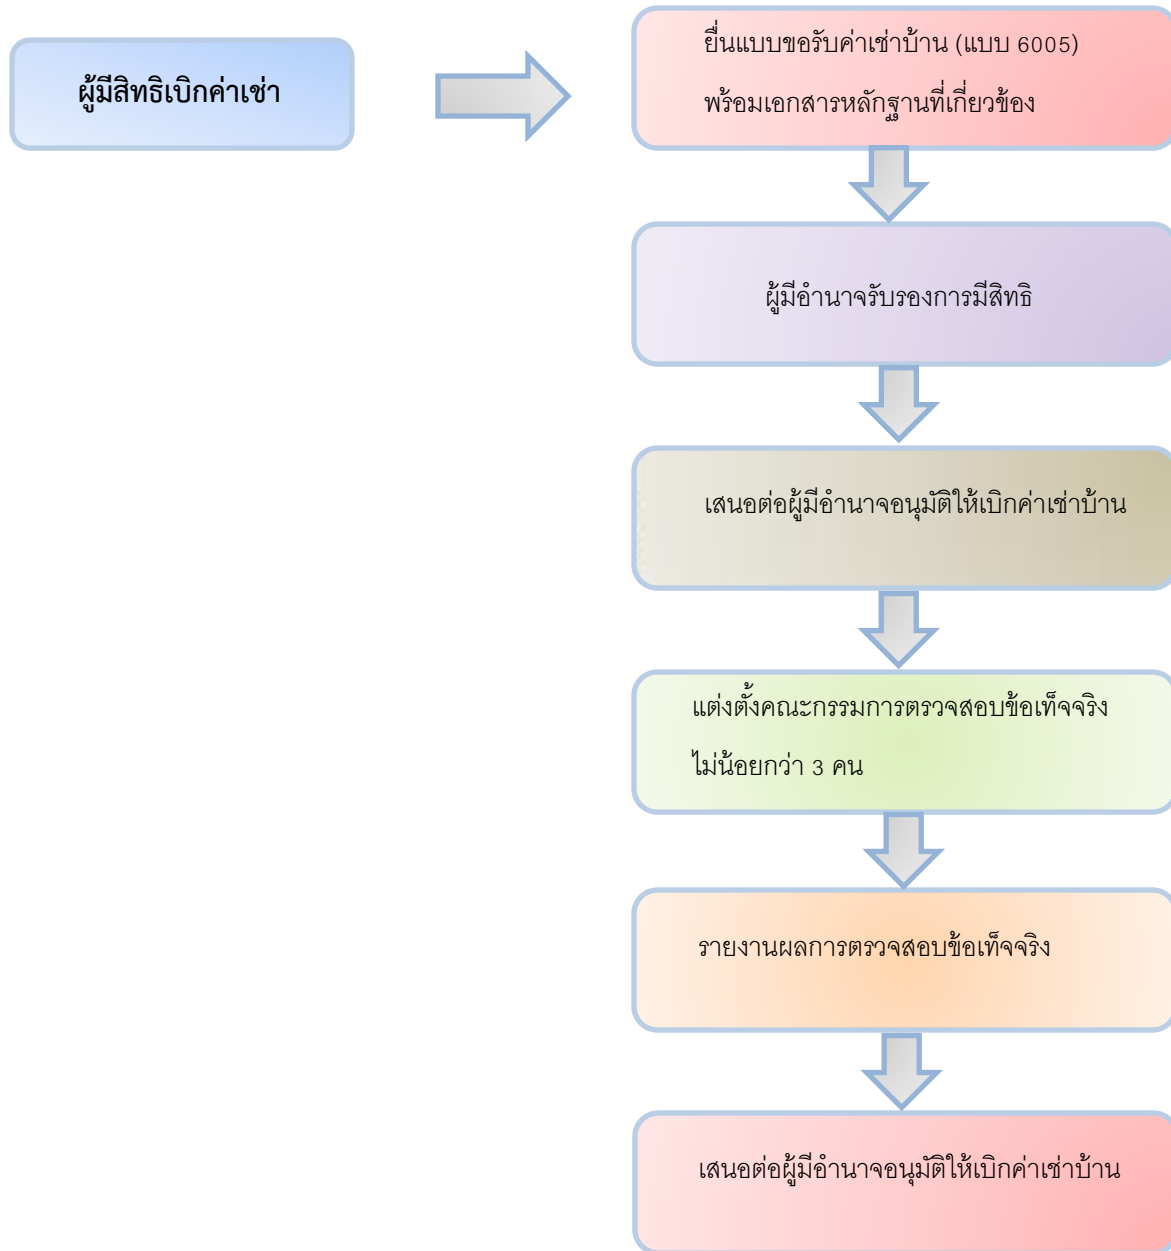 ผู้มีสิทธิเบิกค่าเช่า
ยื่นแบบขอรับค่าเช่าบ้าน (แบบ 6005)
พร้อมเอกสารหลักฐานที่เกี่ยวข้อง
ผู้มีอำนาจรับรองการมีสิทธิ
เสนอต่อผู้มีอำนาจอนุมัติให้เบิกค่าเช่าบ้าน
แต่งตั้งคณะกรรมการตรวจสอบข้อเท็จจริง
ไม่น้อยกว่า 3 คน
รายงานผลการตรวจสอบข้อเท็จจริง
เสนอต่อผู้มีอำนาจอนุมัติให้เบิกค่าเช่าบ้าน